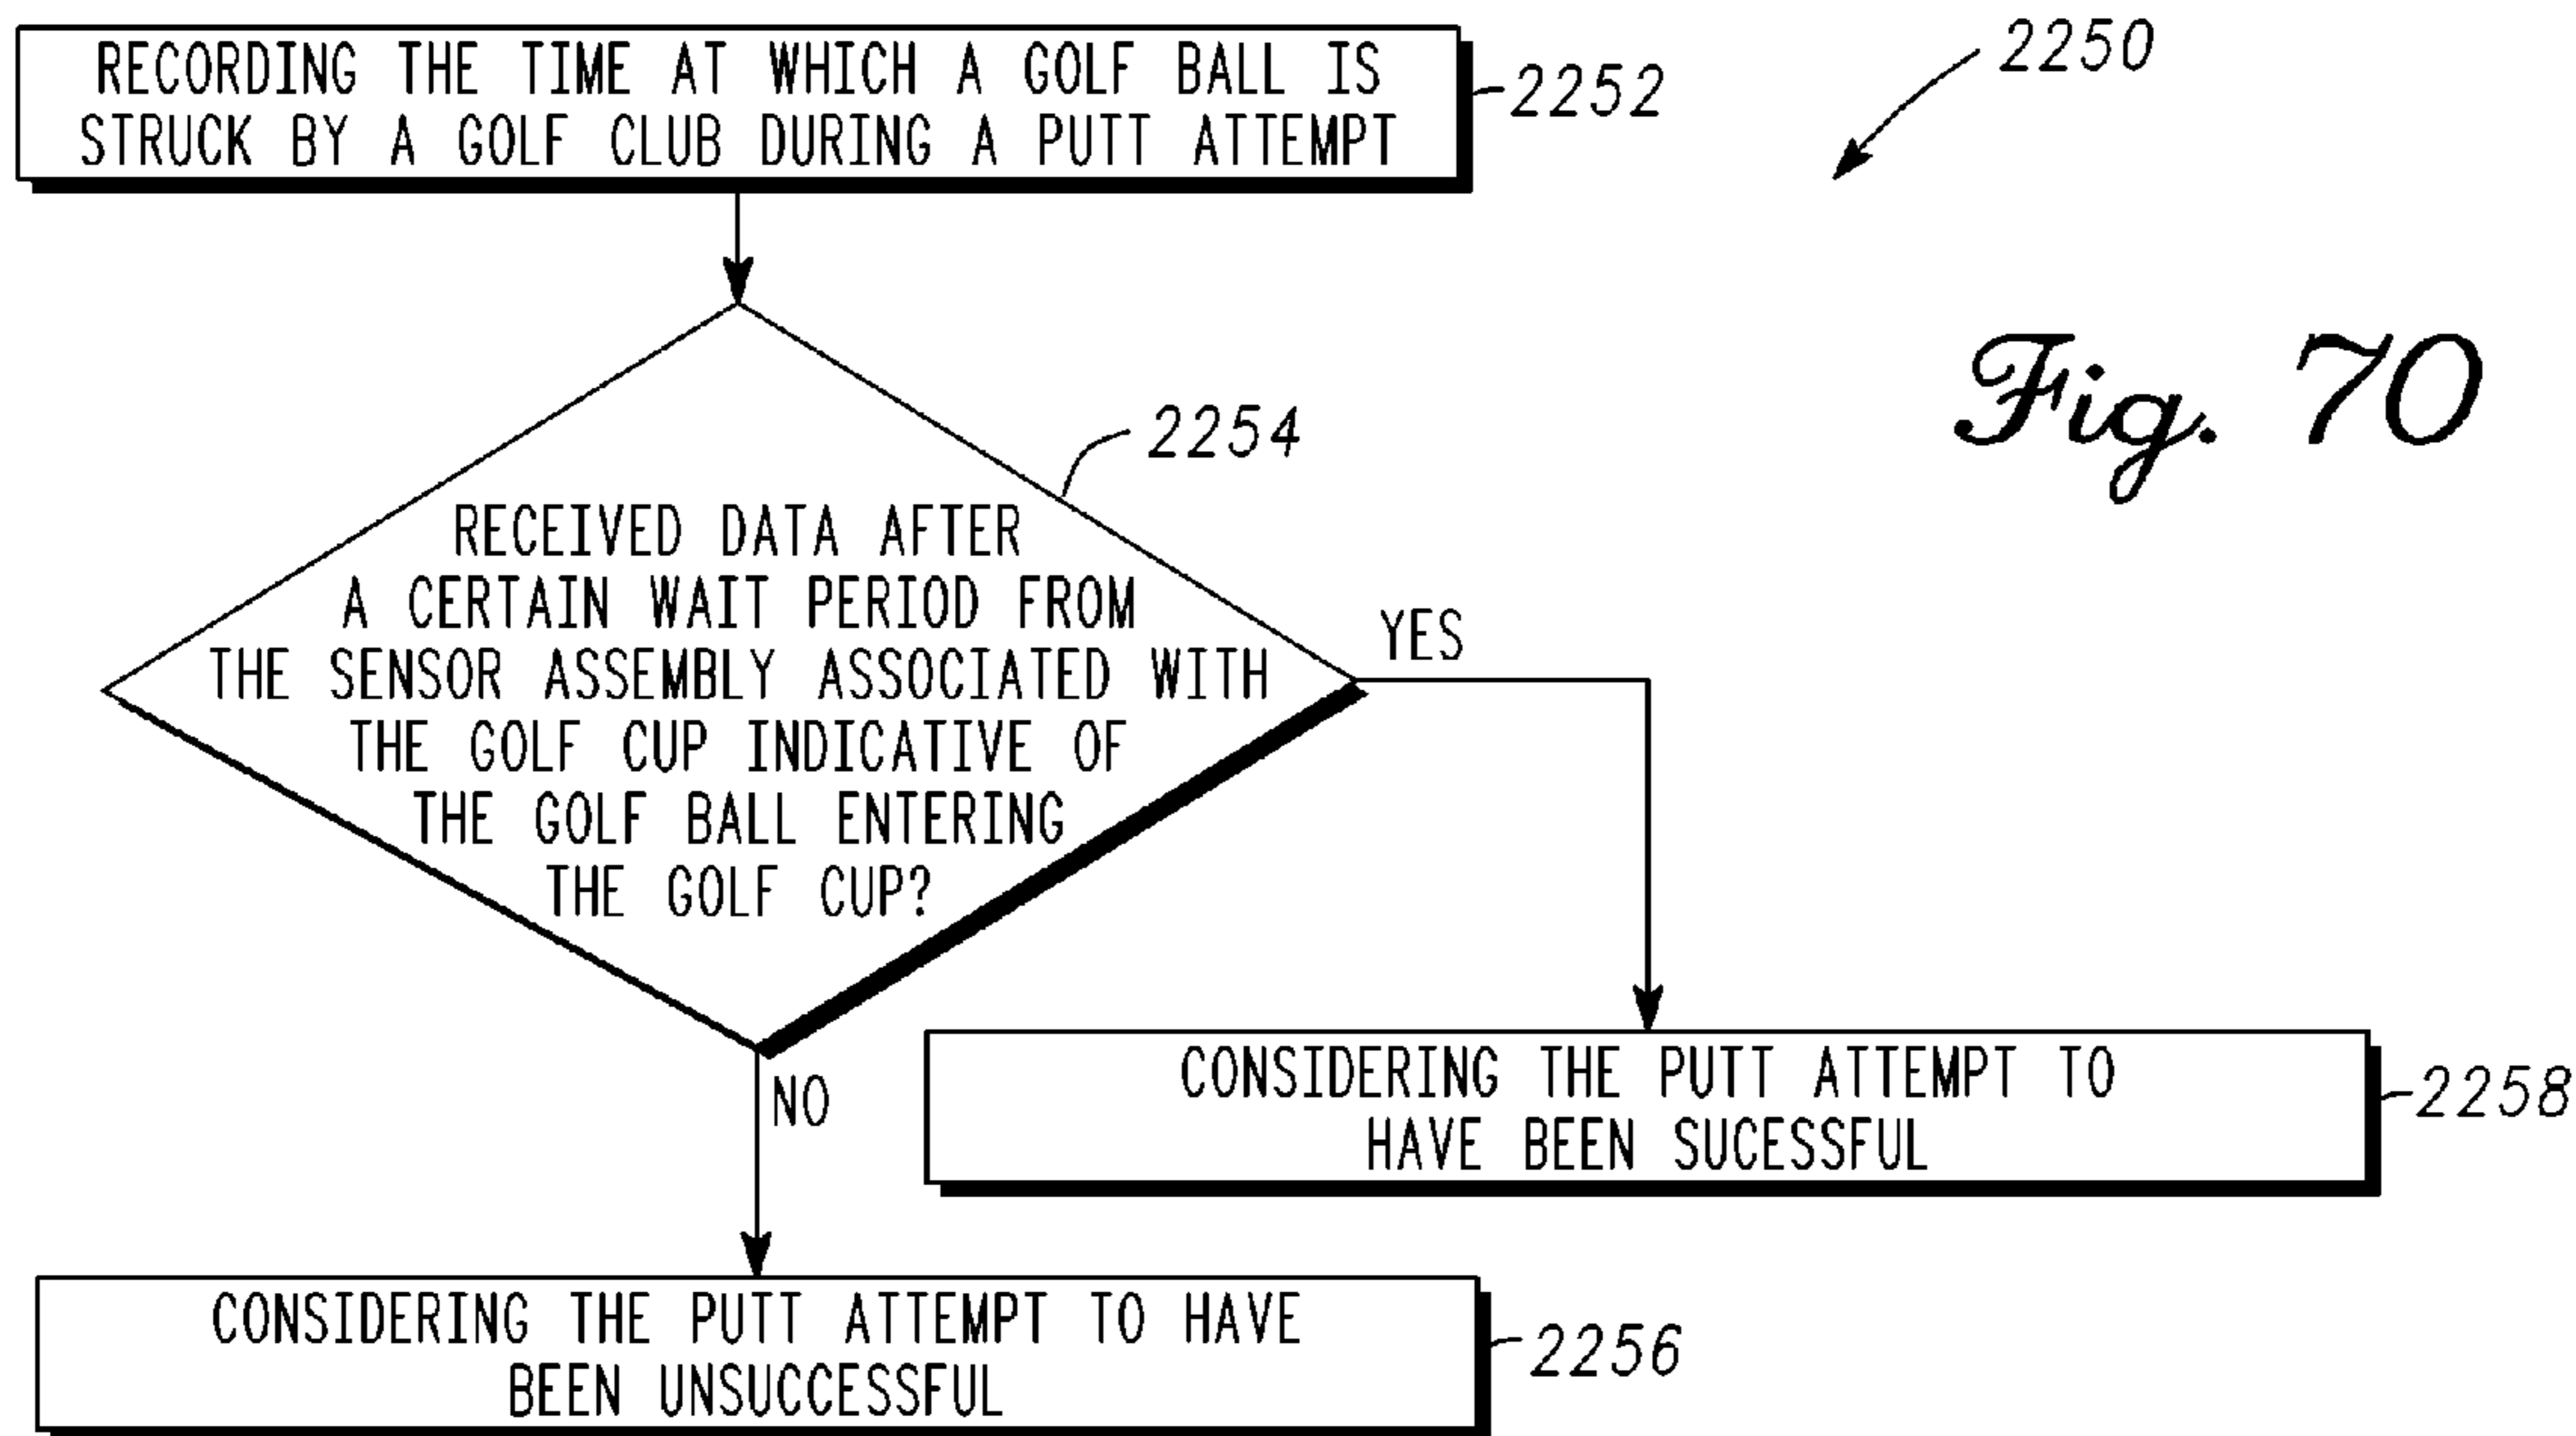 RECORDING THE TIME AT WHICH A GOLF BALL IS
STRUCK BY A GOLF CLUB DURING A PUTT ATTEMPT
2252
2250
Fig. 70
2254
RECEIVED DATA AFTER
A CERTAIN WAIT PERIOD FROM
THE SENSOR ASSEMBLY ASSOCIATED WITH
THE GOLF CUP INDICATIVE OF
THE GOLF BALL ENTERING
THE GOLF CUP?
YES
NO
CONSIDERING THE PUTT ATTEMPT TO
HAVE BEEN SUCESSFUL
2258
CONSIDERING THE PUTT ATTEMPT TO HAVE
BEEN UNSUCCESSFUL
2256